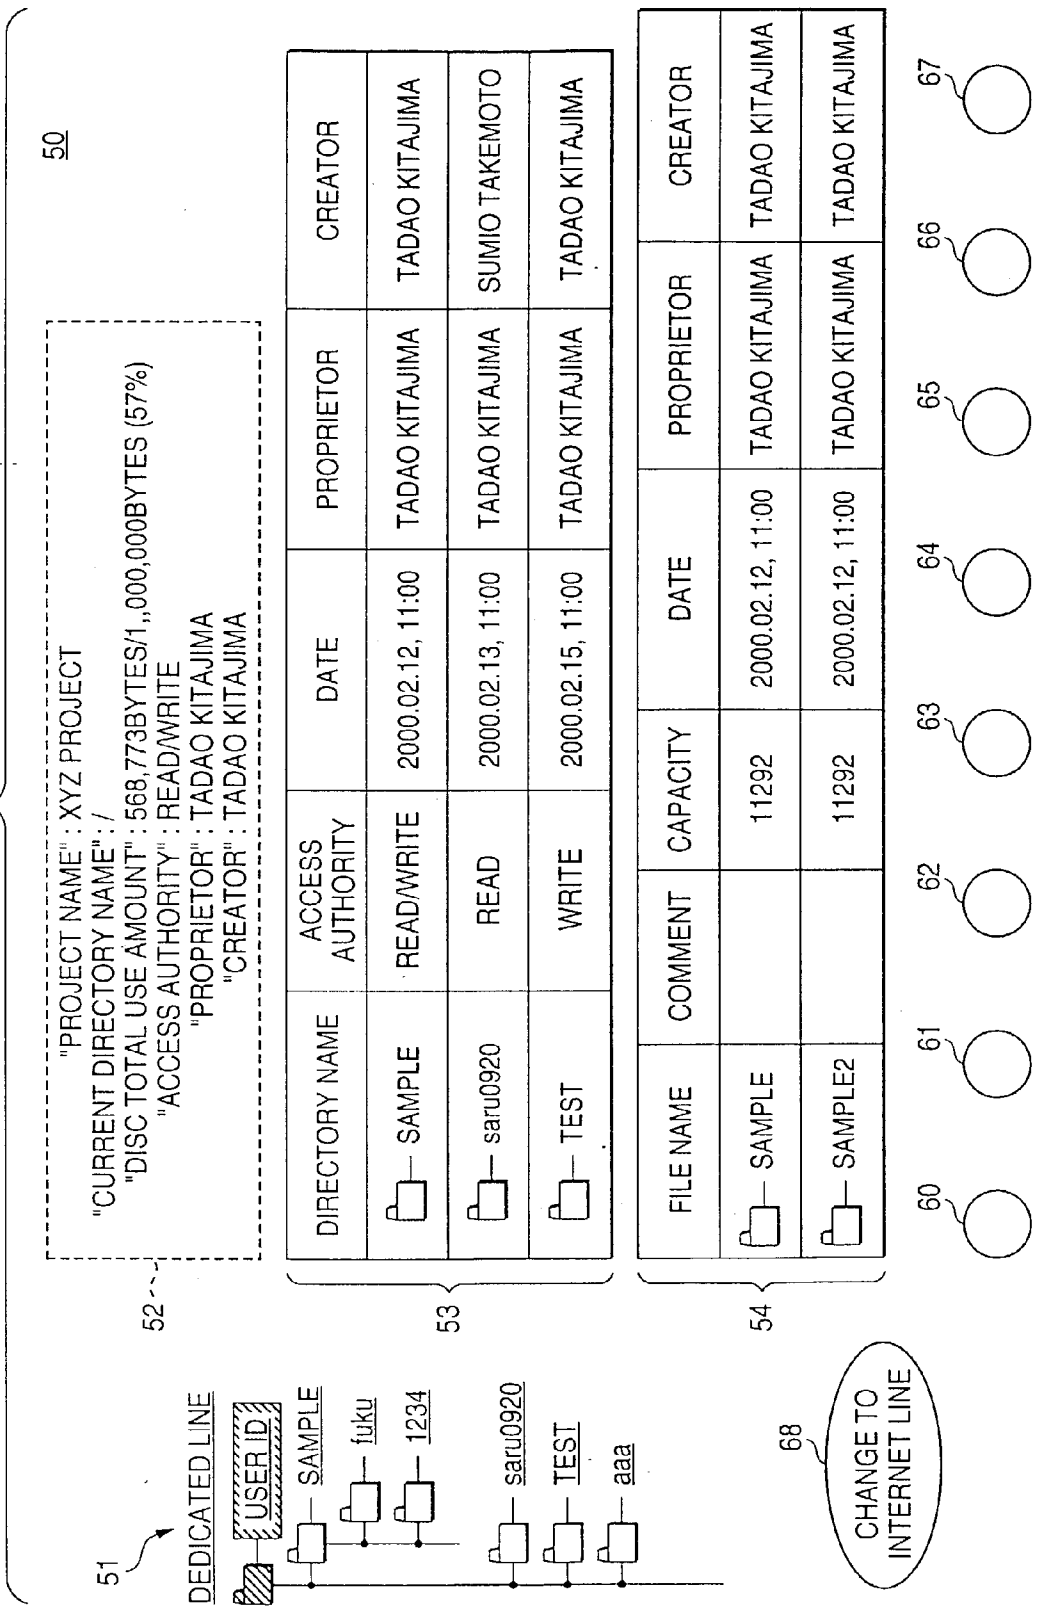 50
51
DEDICATED LINE
USER ID
SAMPLE
fuku
1234
saru0920
TEST
aaa
52
"PROJECT NAME" : XYZ PROJECT
"CURRENT DIRECTORY NAME" : /
"DISC TOTAL USE AMOUNT" : 568,773BYTES/1,,000,000BYTES (57%)
"ACCESS AUTHORITY" : READ/WRITE
"PROPRIETOR" : TADAO KITAJIMA
"CREATOR" : TADAO KITAJIMA
53
DIRECTORY NAME ACCESS AUTHORITY DATE PROPRIETOR CREATOR
SAMPLE READ/WRITE 2000.02.12, 11:00 TADAO KITAJIMA TADAO KITAJIMA
saru0920 READ 2000.02.13, 11:00 TADAO KITAJIMA SUMIO TAKEMOTO
TEST WRITE 2000.02.15, 11:00 TADAO KITAJIMA TADAO KITAJIMA
54
FILE NAME COMMENT CAPACITY DATE PROPRIETOR CREATOR
SAMPLE 11292 2000.02.12, 11:00 TADAO KITAJIMA TADAO KITAJIMA
SAMPLE2 11292 2000.02.12, 11:00 TADAO KITAJIMA TADAO KITAJIMA
68
CHANGE TO
INTERNET LINE
60 61 62 63 64 65 66 67